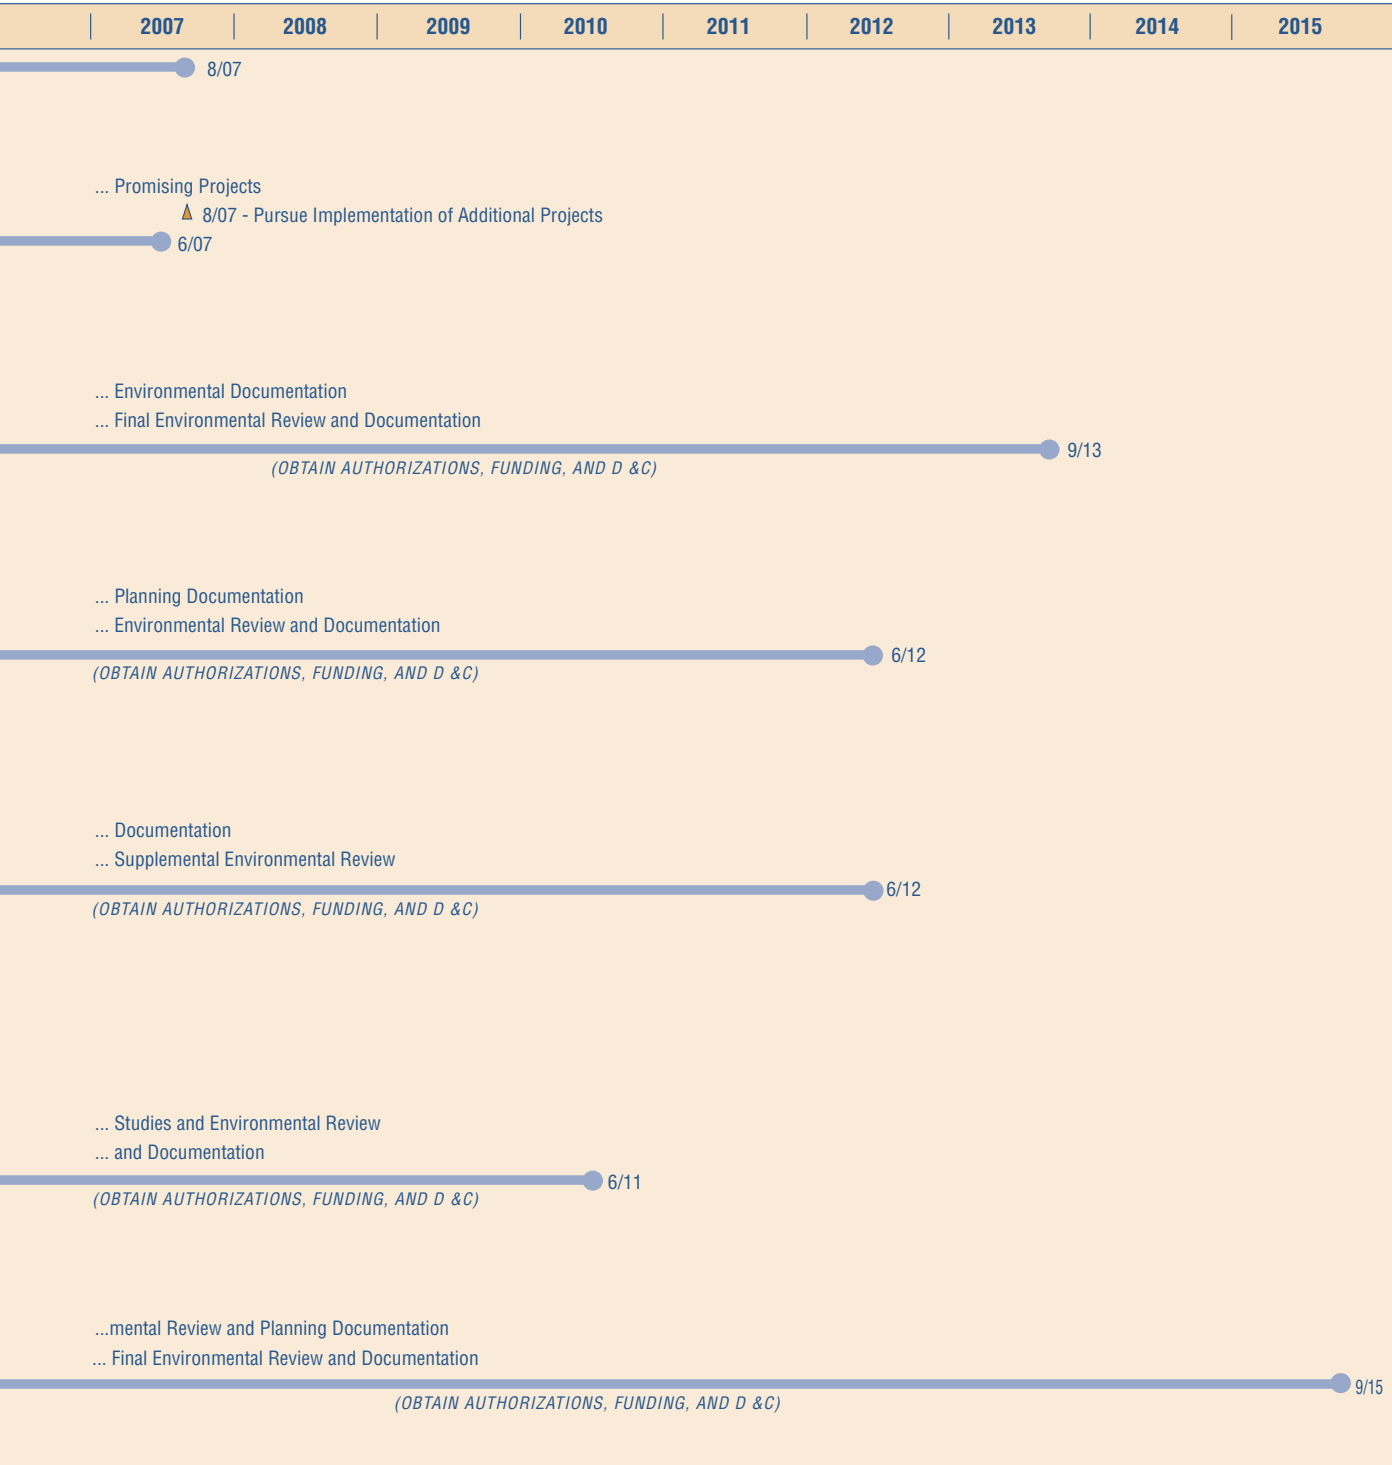 2007 2008 2009 2010 2011 2012 2013 2014 2015
8/07
... Promising Projects
8/07 - Pursue Implementation of Additional Projects
6/07
... Environmental Documentation
... Final Environmental Review and Documentation
9/13
(OBTAIN AUTHORIZATIONS, FUNDING, AND D &C)
... Planning Documentation
... Environmental Review and Documentation
6/12
(OBTAIN AUTHORIZATIONS, FUNDING, AND D &C)
... Documentation
... Supplemental Environmental Review
6/12
(OBTAIN AUTHORIZATIONS, FUNDING, AND D &C)
... Studies and Environmental Review
... and Documentation
6/11
(OBTAIN AUTHORIZATIONS, FUNDING, AND D &C)
...mental Review and Planning Documentation
... Final Environmental Review and Documentation
9/15
(OBTAIN AUTHORIZATIONS, FUNDING, AND D &C)